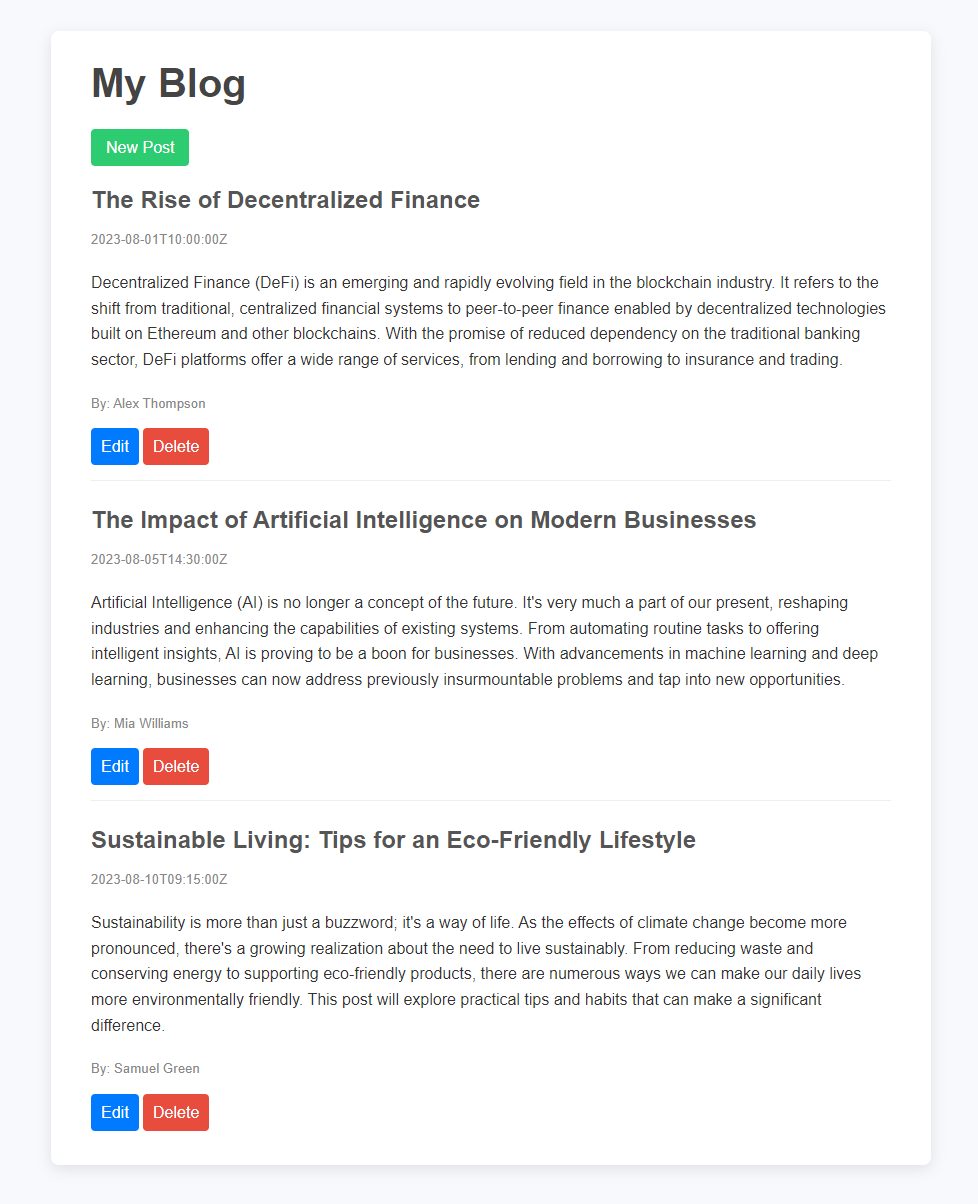 My Blog
New Post
The Rise of Decentralized Finance
2023-08-01T10:00:00Z
Decentralized Finance (DeFi) is an emerging and rapidly evolving field in the blockchain industry. It refers to the
shift from traditional, centralized financial systems to peer-to-peer finance enabled by decentralized technologies
built on Ethereum and other blockchains. With the promise of reduced dependency on the traditional banking
sector, DeFi platforms offer a wide range of services, from lending and borrowing to insurance and trading.
By: Alex Thompson
Edit Delete
The Impact of Artificial Intelligence on Modern Businesses
2023-08-05T14:30:00Z
Artificial Intelligence (AI) is no longer a concept of the future. It's very much a part of our present, reshaping
industries and enhancing the capabilities of existing systems. From automating routine tasks to offering
intelligent insights, AI is proving to be a boon for businesses. With advancements in machine learning and deep
learning, businesses can now address previously insurmountable problems and tap into new opportunities.
By: Mia Williams
Edit Delete
Sustainable Living: Tips for an Eco-Friendly Lifestyle
2023-08-10T09:15:00Z
Sustainability is more than just a buzzword; it's a way of life. As the effects of climate change become more
pronounced, there's a growing realization about the need to live sustainably. From reducing waste and
conserving energy to supporting eco-friendly products, there are numerous ways we can make our daily lives
more environmentally friendly. This post will explore practical tips and habits that can make a significant
difference.
By: Samuel Green
Edit Delete